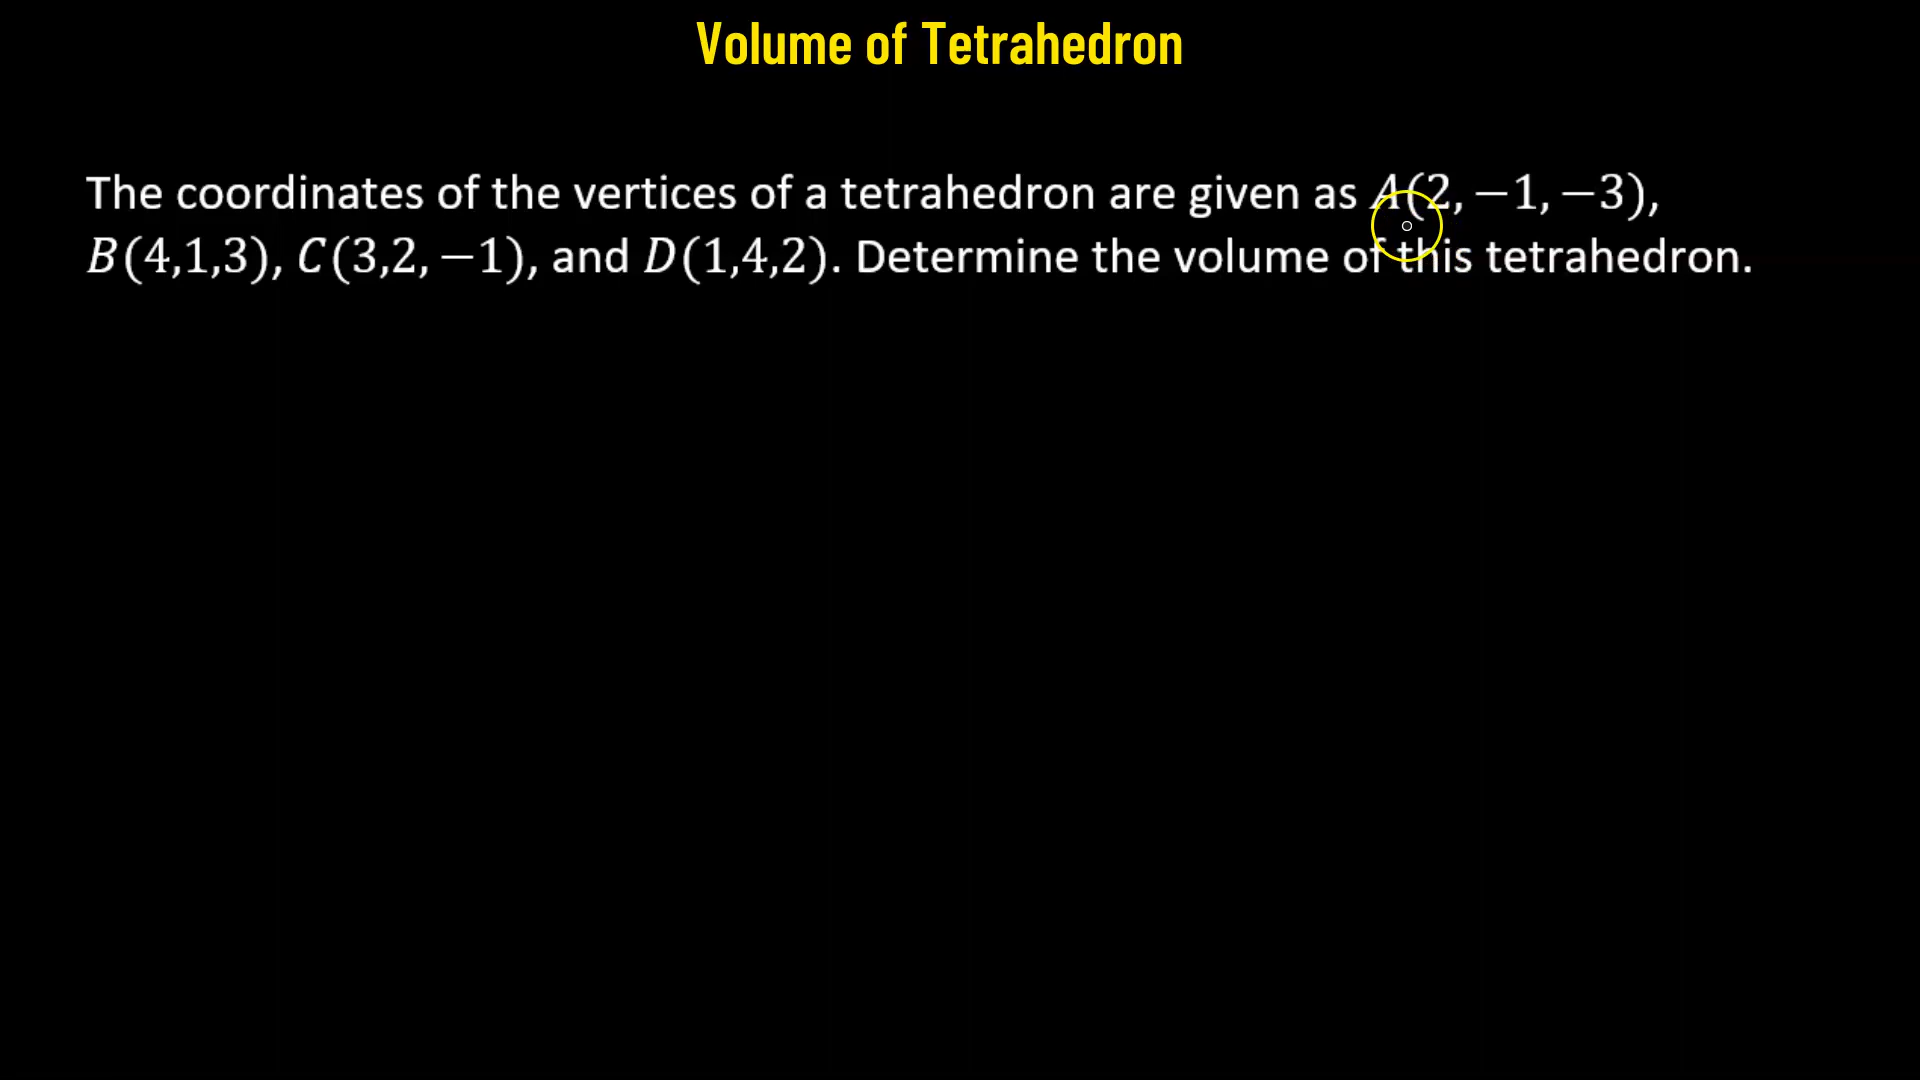 Volume of Tetrahedron
The coordinates of the vertices of a tetrahedron are given as A(2, −1, −3),
B(4,1,3), C(3,2, −1), and D(1,4,2). Determine the volume of this tetrahedron.